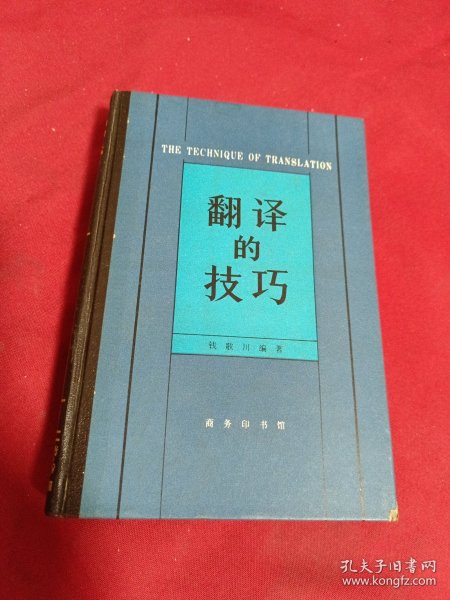 THE TECHNIQUE OF TRANSLATION
翻译
的
技巧
钱歌川编著
商务印书馆
孔夫子旧书网
www.kongfz.com